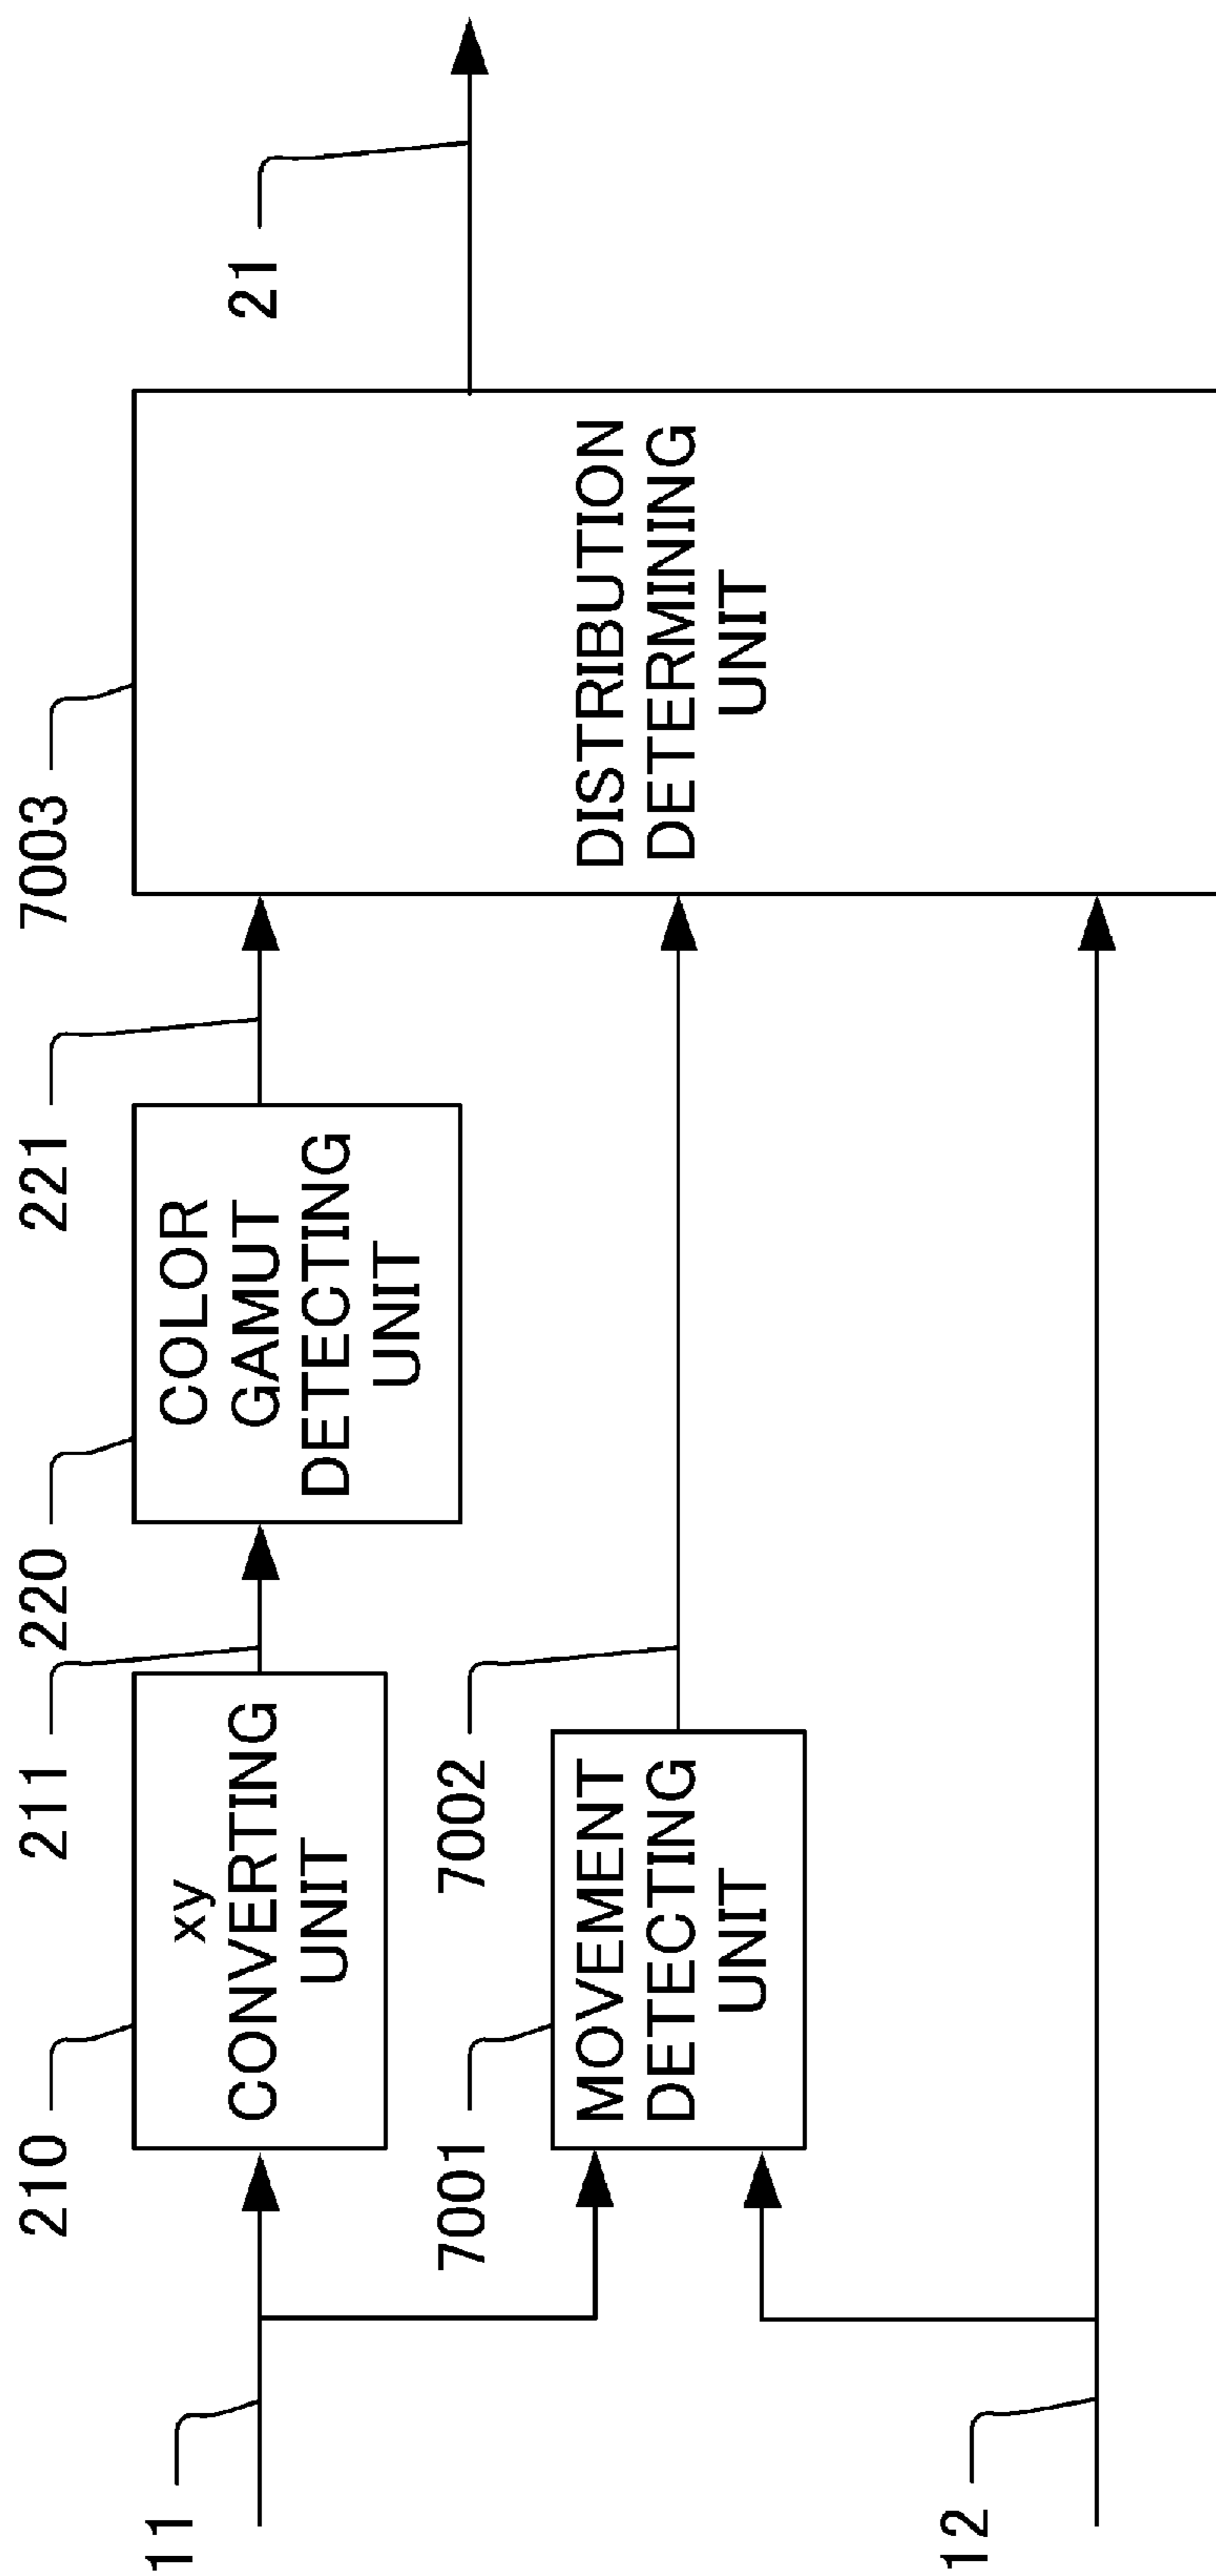 11
210
xy
CONVERTING
UNIT
211
220
COLOR
GAMUT
DETECTING
UNIT
221
7003
DISTRIBUTION
DETERMINING
UNIT
21
7001
MOVEMENT
DETECTING
UNIT
7002
12